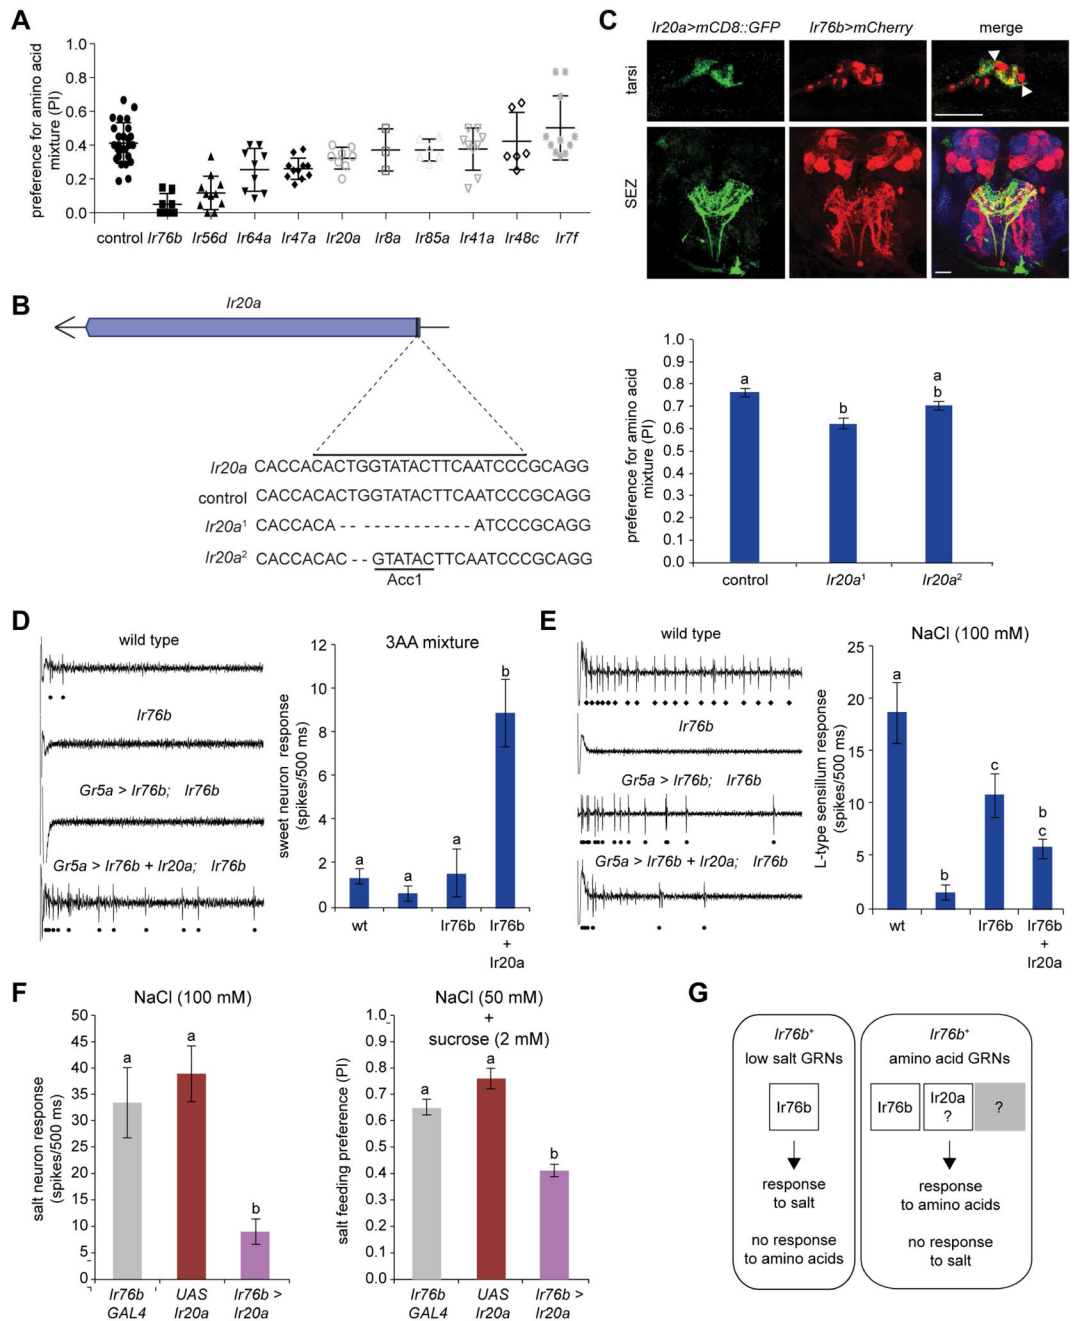 A
preference for amino acid
mixture (PI)
1.0
0.8
0.6
0.4
0.2
0.0
control Ir76b Ir56d Ir64a Ir47a Ir20a Ir8a Ir85a Ir41a Ir48c Ir7f
C
Ir20a>mCD8::GFP Ir76b>mCherry merge
tarsi
SEZ
B
Ir20a
Ir20a CACCACACTGGTATACTTCAATCCCGCAGG
control CACCACACTGGTATACTTCAATCCCGCAGG
Ir20a1 CACCACA - - - - - - - - - - - - - ATCCCGCAGG
Ir20a2 CACCACAC - - GTATACTTCAATCCCGCAGG
Acc1
preference for amino acid
mixture (PI)
1.0
0.9
0.8
0.7
0.6
0.5
0.4
0.3
0.2
0.1
0.0
a
b
a
b
control Ir20a1 Ir20a2
D
wild type
Ir76b
Gr5a > Ir76b; Ir76b
Gr5a > Ir76b + Ir20a; Ir76b
3AA mixture
sweet neuron response
(spikes/500 ms)
12
10
8
6
4
2
0
a
a
a
b
wt Ir76b Ir76b
+
Ir20a
E
wild type
Ir76b
Gr5a > Ir76b; Ir76b
Gr5a > Ir76b + Ir20a; Ir76b
NaCl (100 mM)
L-type sensillum response
(spikes/500 ms)
25
20
15
10
5
0
a
b
c
b
c
wt Ir76b Ir76b
+
Ir20a
F
NaCl (100 mM)
salt neuron response
(spikes/500 ms)
50
45
40
35
30
25
20
15
10
5
0
a
a
b
Ir76b UAS Ir76b >
GAL4 Ir20a Ir20a
NaCl (50 mM)
+
sucrose (2 mM)
salt feeding preference (PI)
1.0
0.9
0.8
0.7
0.6
0.5
0.4
0.3
0.2
0.1
0.0
a
a
b
Ir76b UAS Ir76b >
GAL4 Ir20a Ir20a
G
Ir76b+
low salt GRNs
Ir76b
response
to salt
no response
to amino acids
Ir76b+
amino acid GRNs
Ir76b
Ir20a
?
?
response
to amino acids
no response
to salt